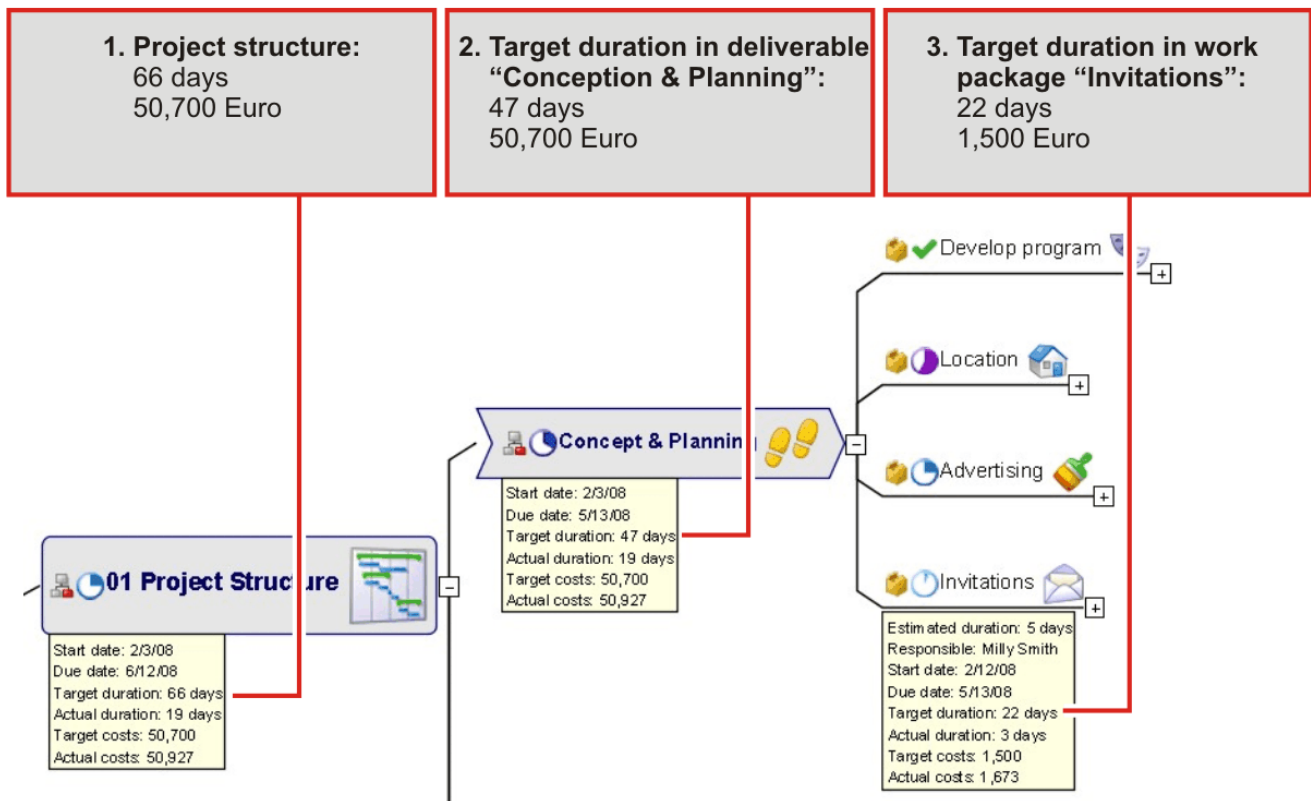 1. Project structure:
66 days
50,700 Euro
2. Target duration in deliverable
“Conception & Planning”:
47 days
50,700 Euro
3. Target duration in work
package “Invitations”:
22 days
1,500 Euro
Develop program
Location
Concept & Planning
Start date: 2/3/08
Due date: 5/13/08
Target duration: 47 days
Actual duration: 19 days
Target costs: 50,700
Actual costs: 50,927
Advertising
01 Project Structure
Start date: 2/3/08
Due date: 6/12/08
Target duration: 66 days
Actual duration: 19 days
Target costs: 50,700
Actual costs: 50,927
Invitations
Estimated duration: 5 days
Responsible: Milly Smith
Start date: 2/12/08
Due date: 5/13/08
Target duration: 22 days
Actual duration: 3 days
Target costs: 1,500
Actual costs: 1,673